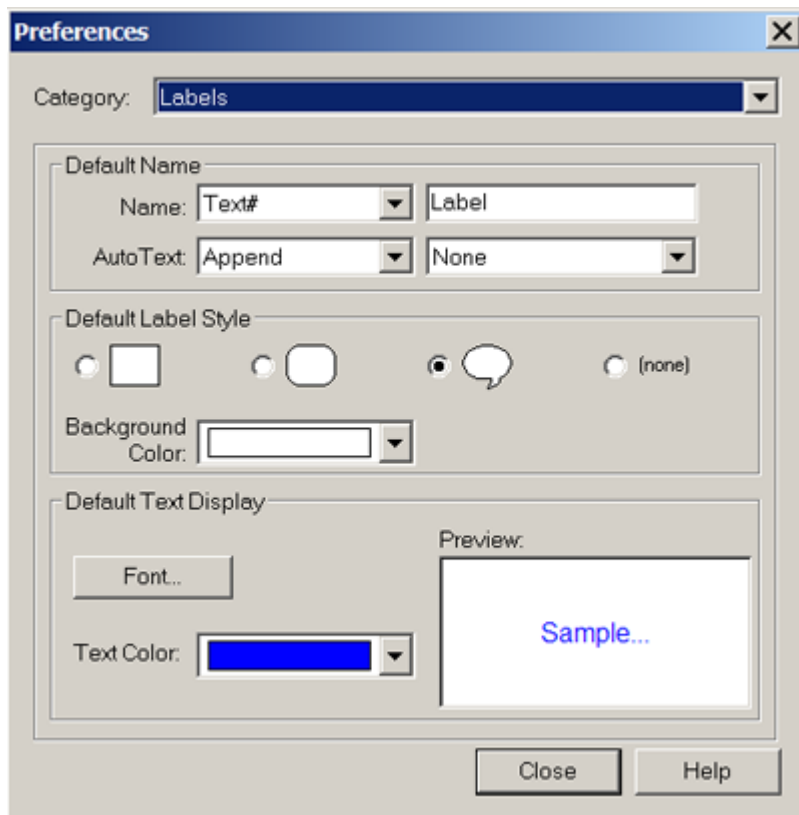 Preferences
Category: Labels
Default Name
Name: Text# Label
AutoText: Append None
Default Label Style
(none)
Background
Color:
Default Text Display
Preview:
Font...
Sample...
Text Color:
Close Help